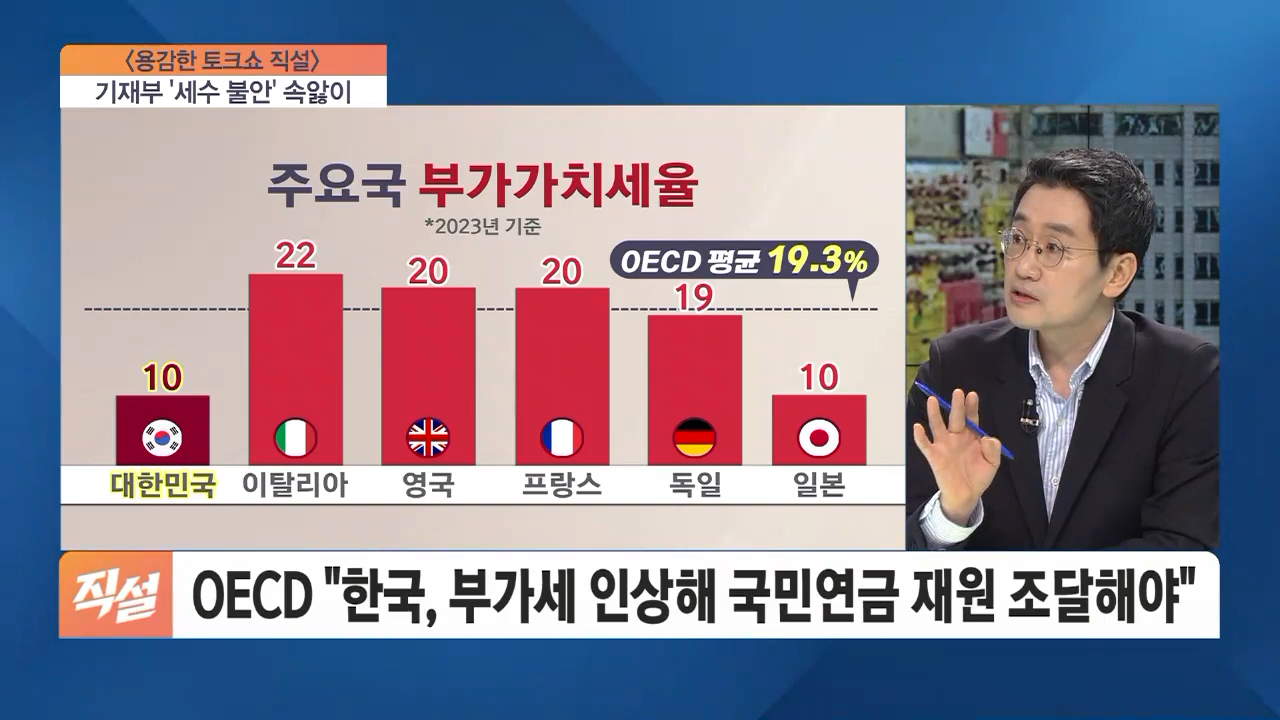 <용감한 토크쇼 직설>
기재부 '세수 불안' 속앓이
주요국 부가가치세율
*2023년 기준
OECD 평균 19.3%
10
22
20
20
19
10
대한민국
이탈리아
영국
프랑스
독일
일본
직설
OECD "한국, 부가세 인상해 국민연금 재원 조달해야"